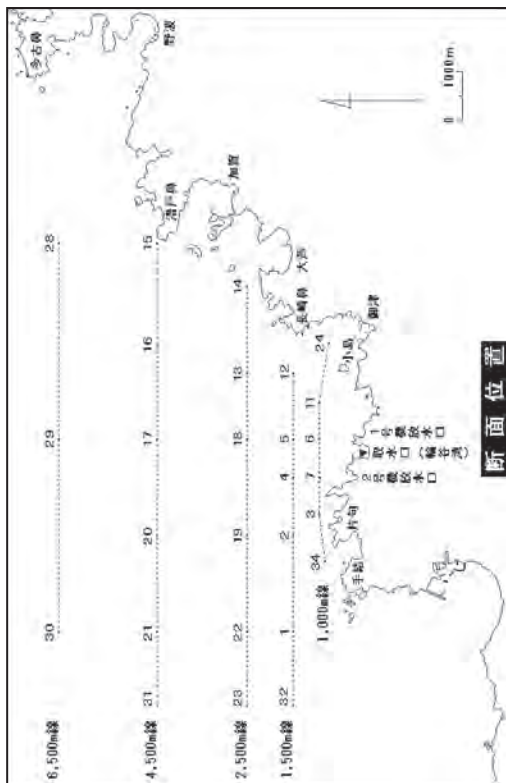 6,500m線 30 29 28
多古鼻
野波
4,500m線 31 21 20 17 16 15
潜戸鼻
加賀
2,500m線 23 22 19 18 13 14
大芦
1,500m線 32 1 2 4 5 12
長崎鼻
1,000m線 34 3 7 6 11 24
御津
小島
手結
片句
2号機放水口
取水口(輪谷湾)
1号機放水口
0 1000m
断面位置